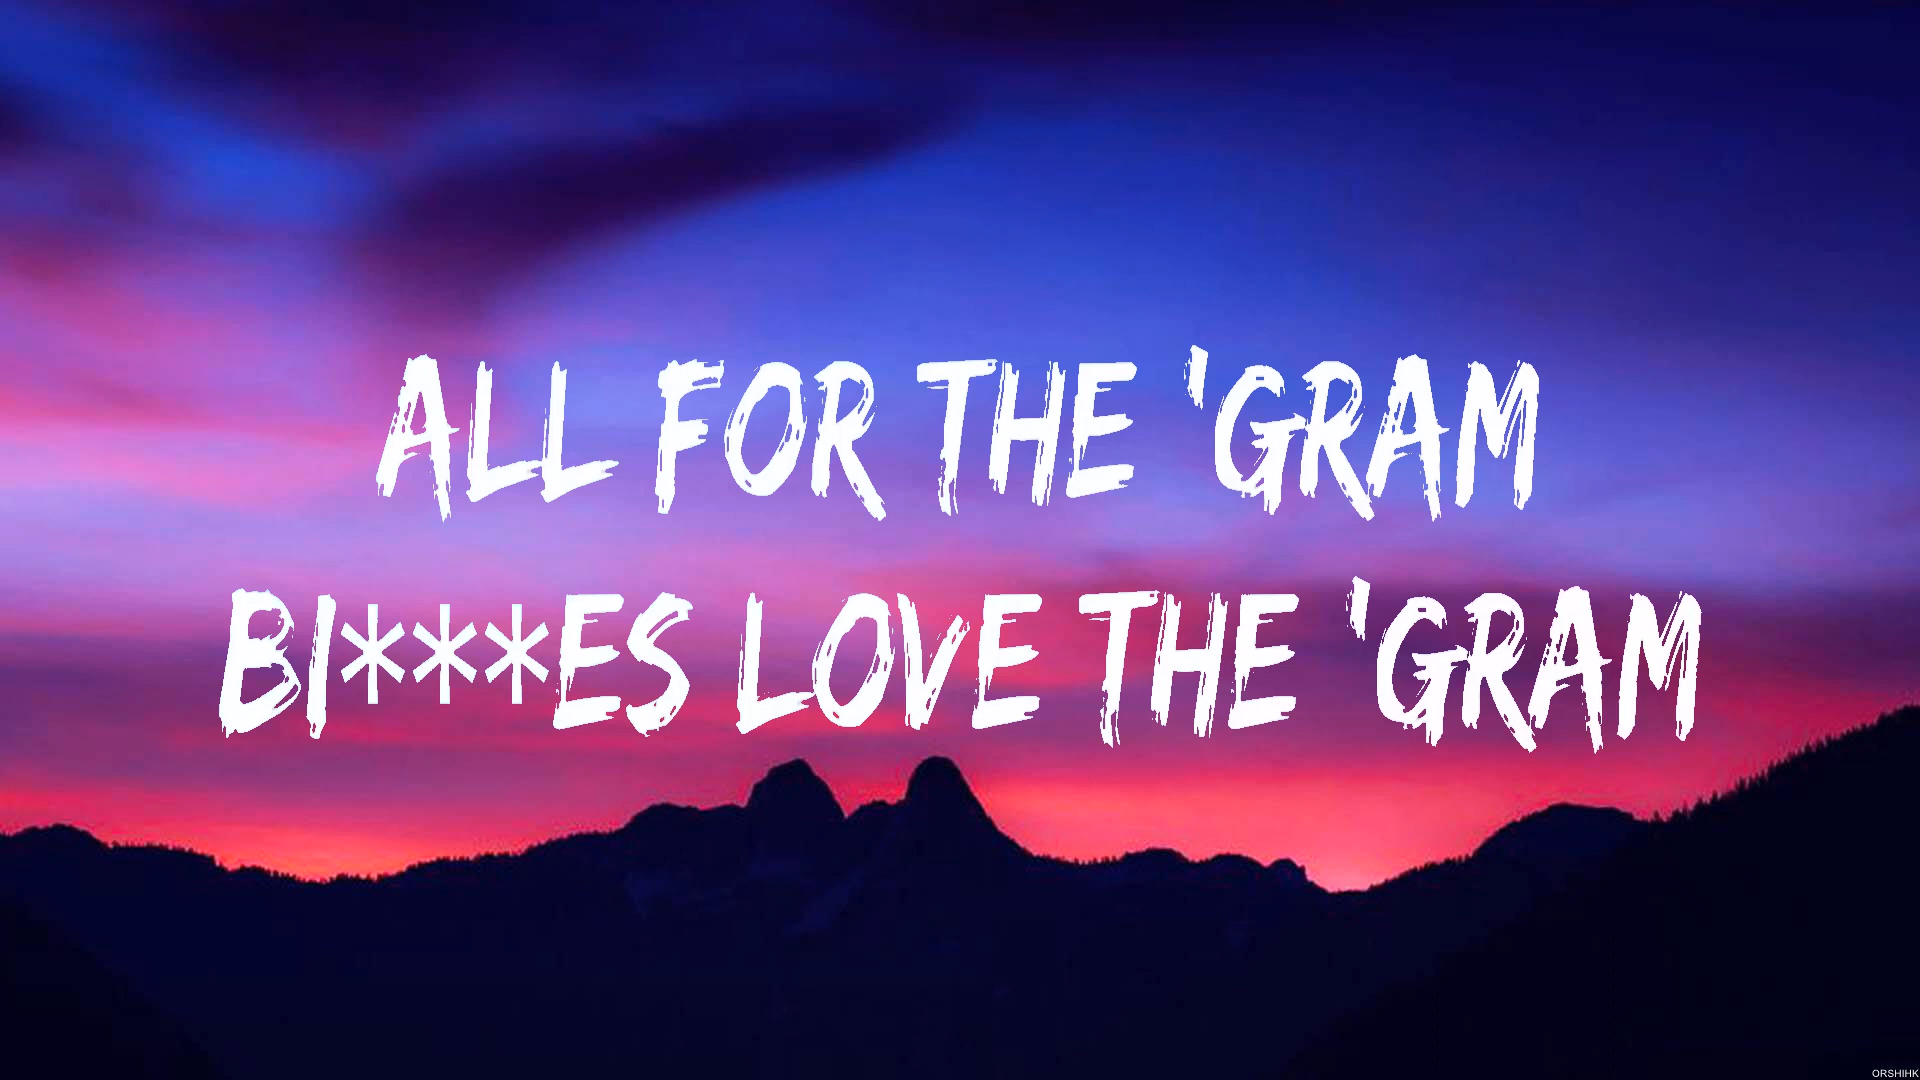 ALL FOR THE 'GRAM
BI***ES LOVE THE 'GRAM
ORSHIHK